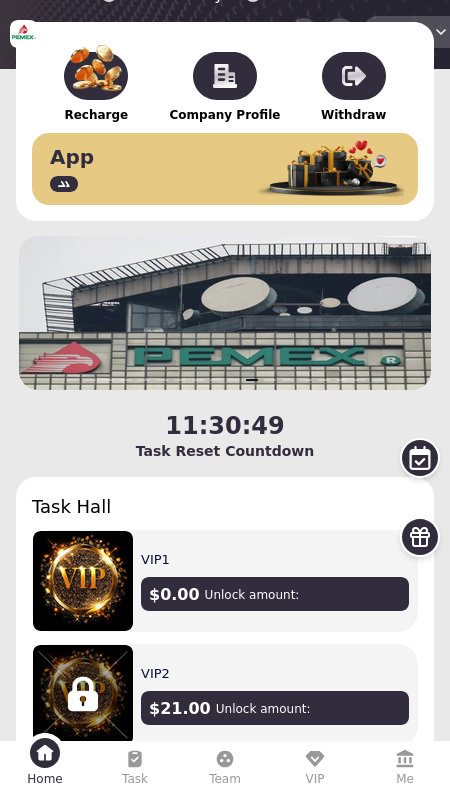 PEMEX
Recharge
Company Profile
Withdraw
App
PEMEX ®
11:30:49
Task Reset Countdown
Task Hall
VIP
VIP1
$0.00 Unlock amount:
VIP
VIP2
$21.00 Unlock amount:
Home
Task
Team
VIP
Me